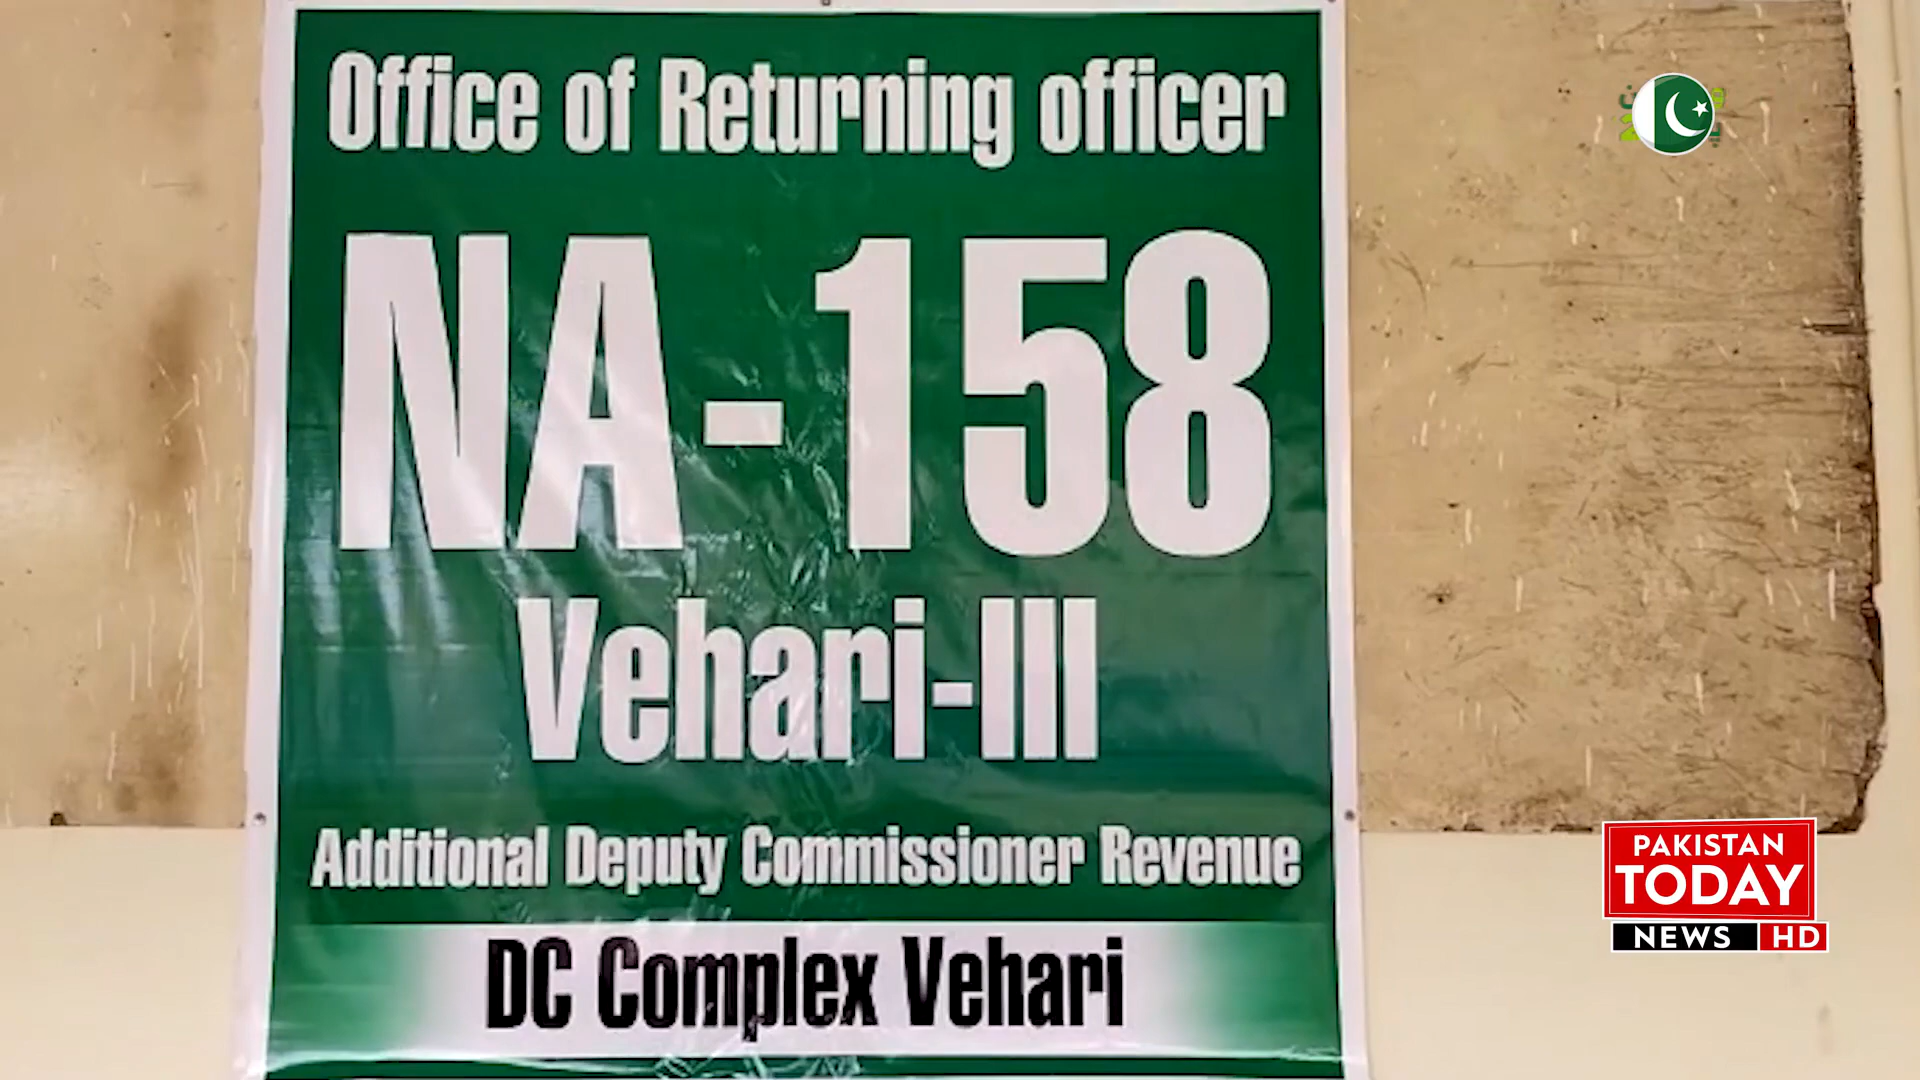 Office of Returning officer
NA-158
Vehari-III
Additional Deputy Commissioner Revenue
DC Complex Vehari
PAKISTAN
TODAY
NEWS HD